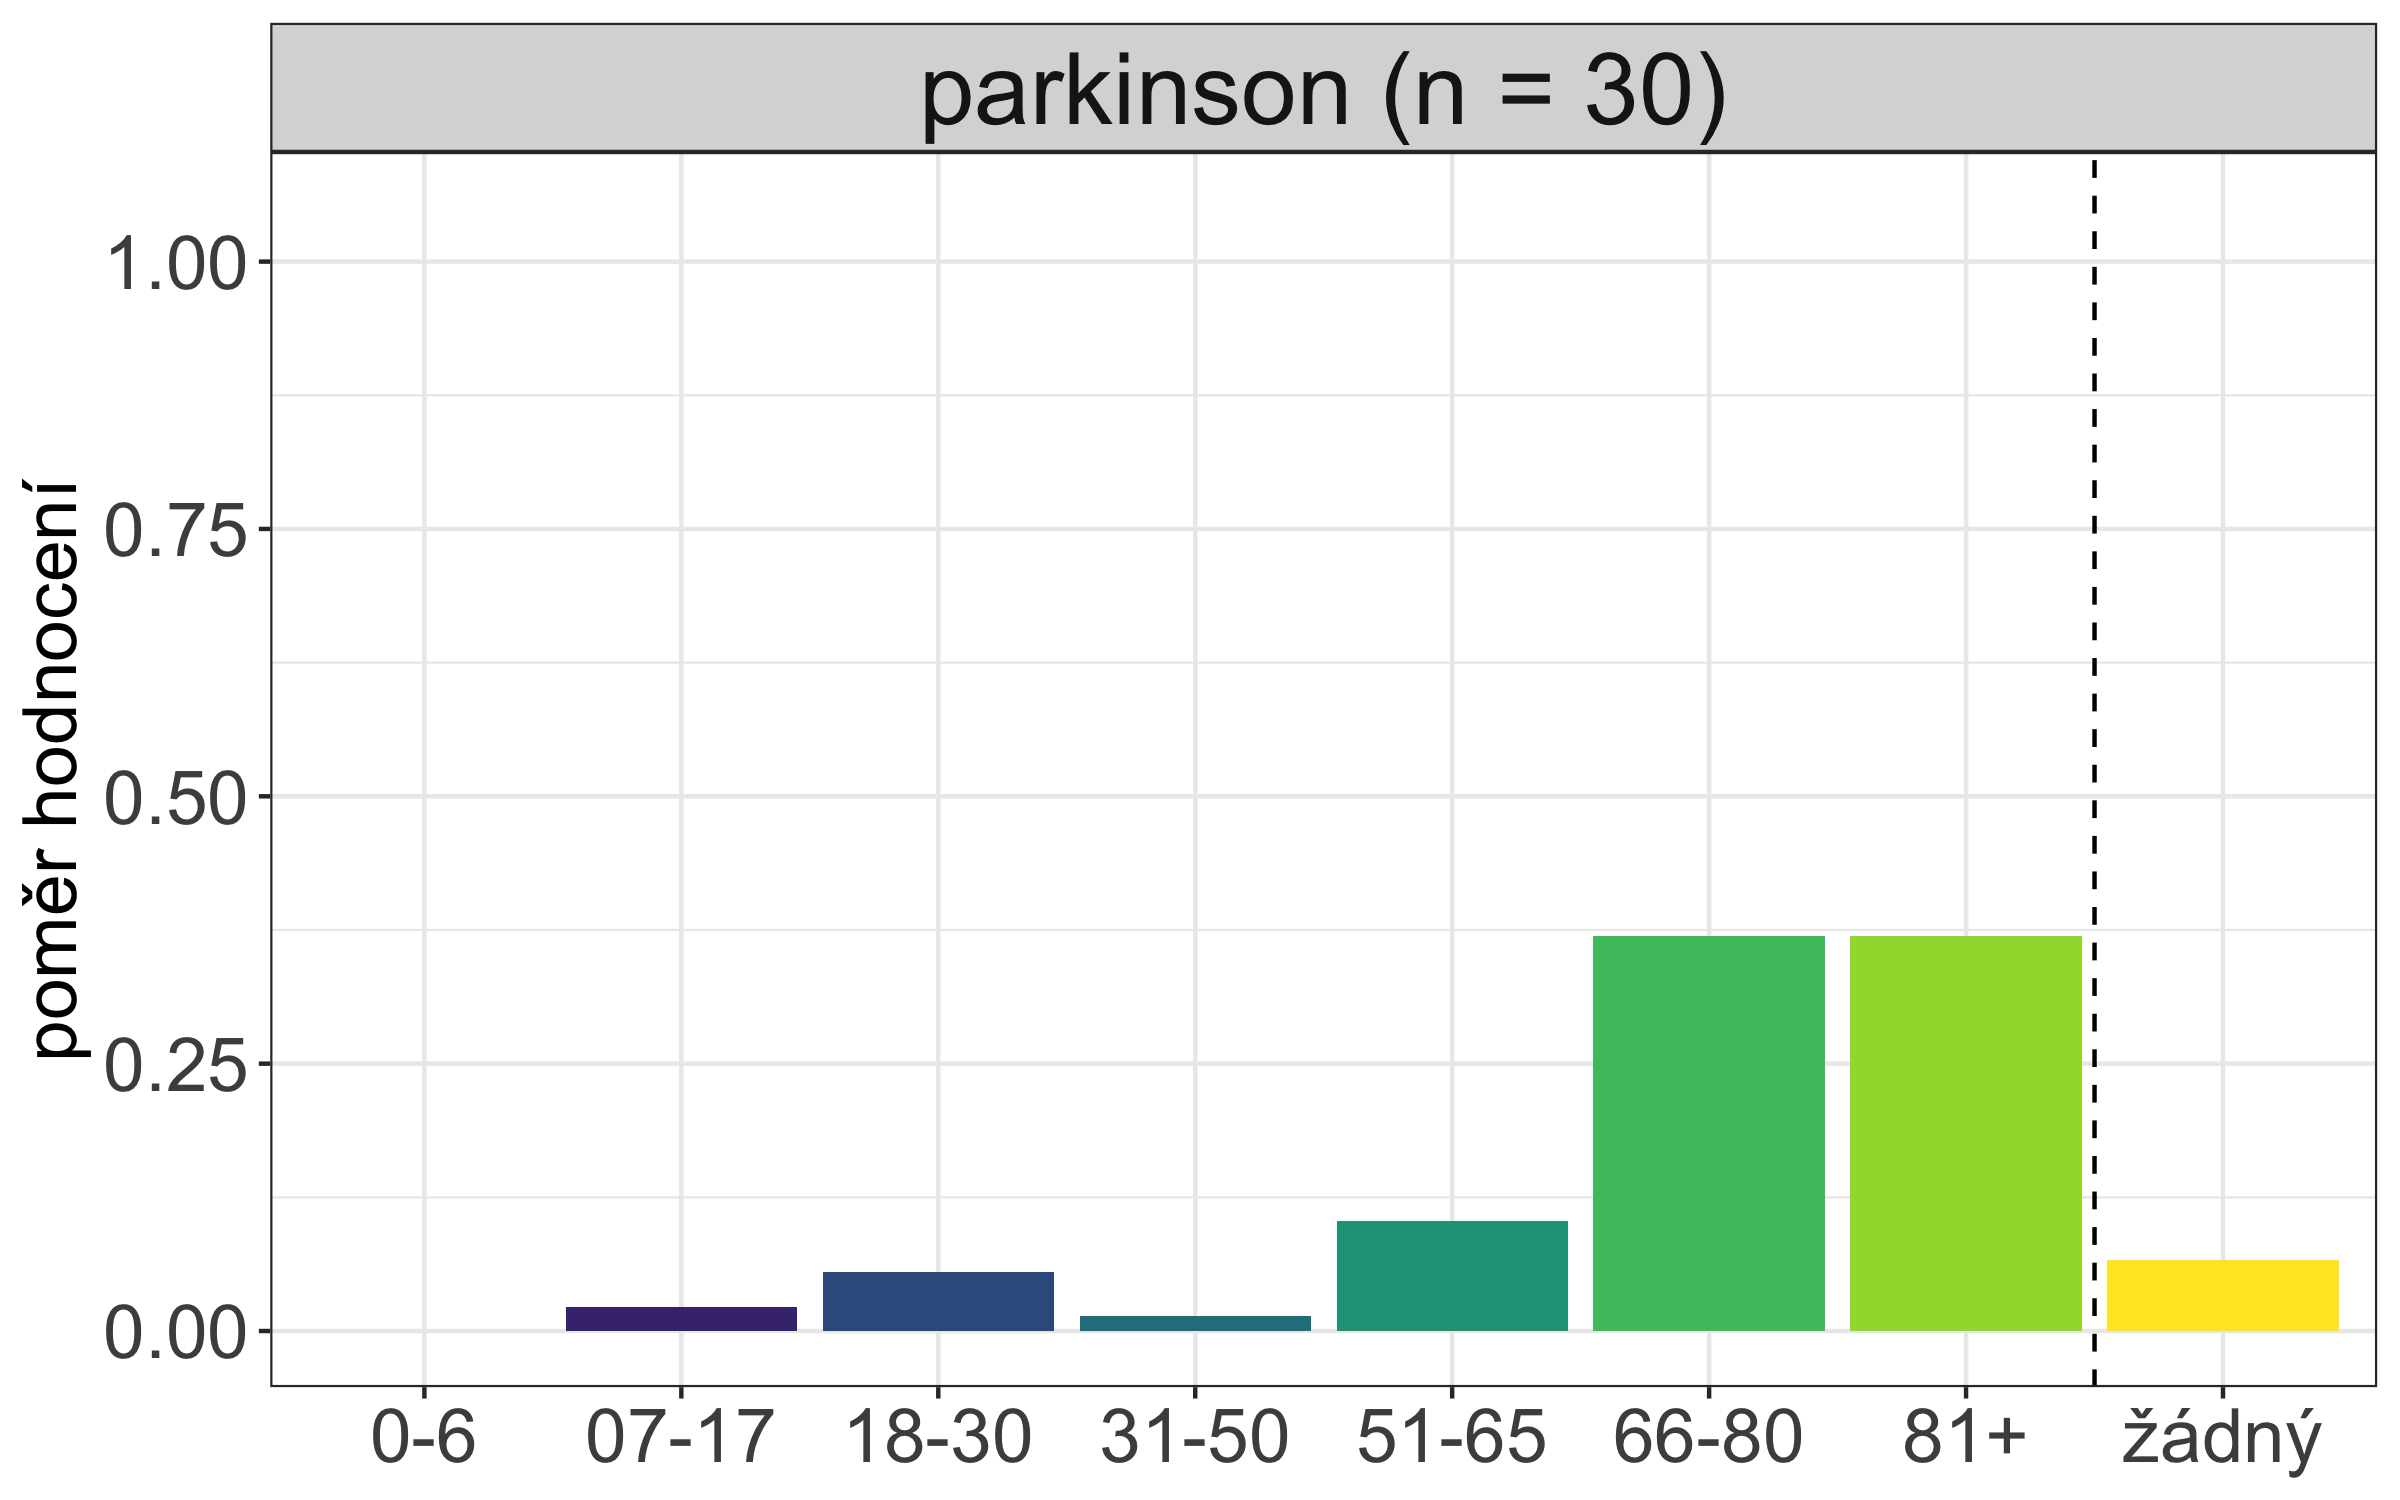 parkinson (n = 30)
poměr hodnocení
1.00
0.75
0.50
0.25
0.00
0-6 07-17 18-30 31-50 51-65 66-80 81+ žádný